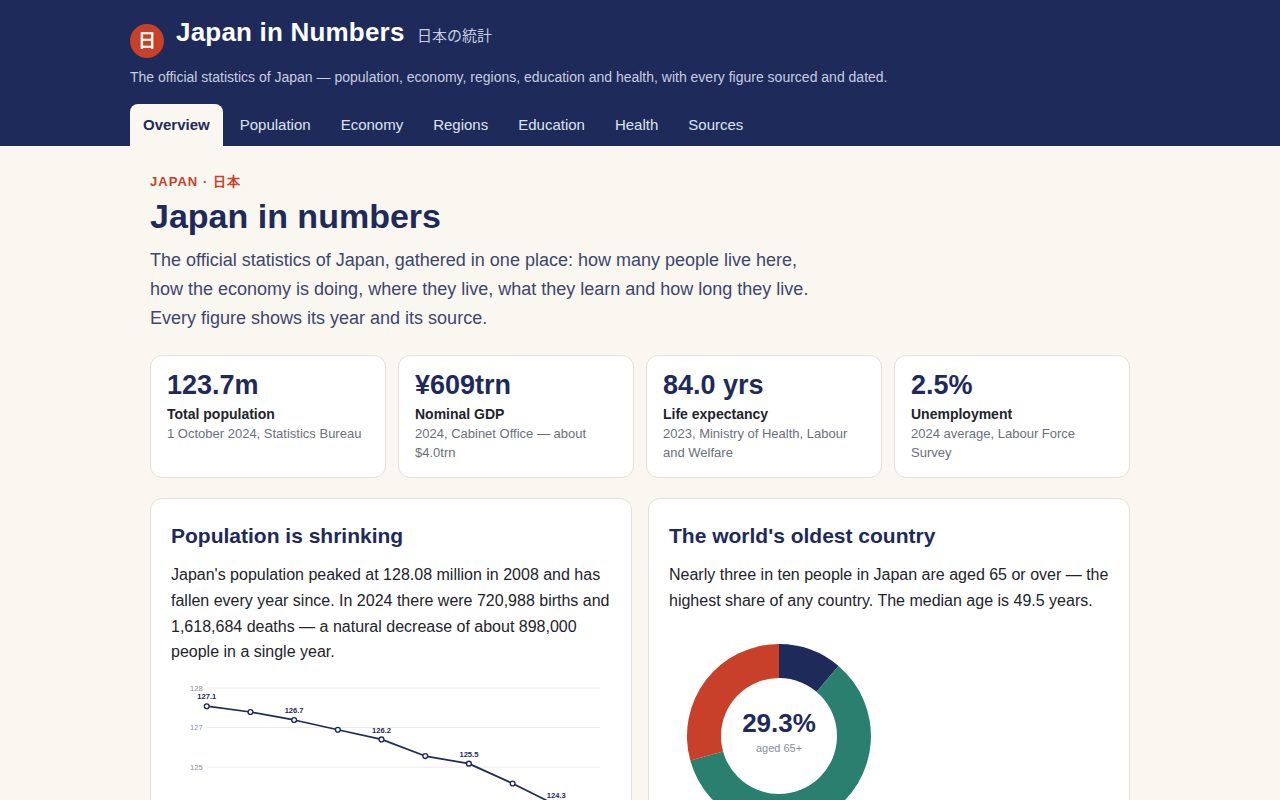 日 Japan in Numbers 日本の統計
The official statistics of Japan — population, economy, regions, education and health, with every figure sourced and dated.
Overview Population Economy Regions Education Health Sources
JAPAN · 日本
Japan in numbers
The official statistics of Japan, gathered in one place: how many people live here,
how the economy is doing, where they live, what they learn and how long they live.
Every figure shows its year and its source.
123.7m
Total population
1 October 2024, Statistics Bureau
¥609trn
Nominal GDP
2024, Cabinet Office — about
$4.0trn
84.0 yrs
Life expectancy
2023, Ministry of Health, Labour
and Welfare
2.5%
Unemployment
2024 average, Labour Force
Survey
Population is shrinking
Japan's population peaked at 128.08 million in 2008 and has
fallen every year since. In 2024 there were 720,988 births and
1,618,684 deaths — a natural decrease of about 898,000
people in a single year.
128
127.1
126.7
127
126.2
125.5
125
124.3
The world's oldest country
Nearly three in ten people in Japan are aged 65 or over — the
highest share of any country. The median age is 49.5 years.
29.3%
aged 65+